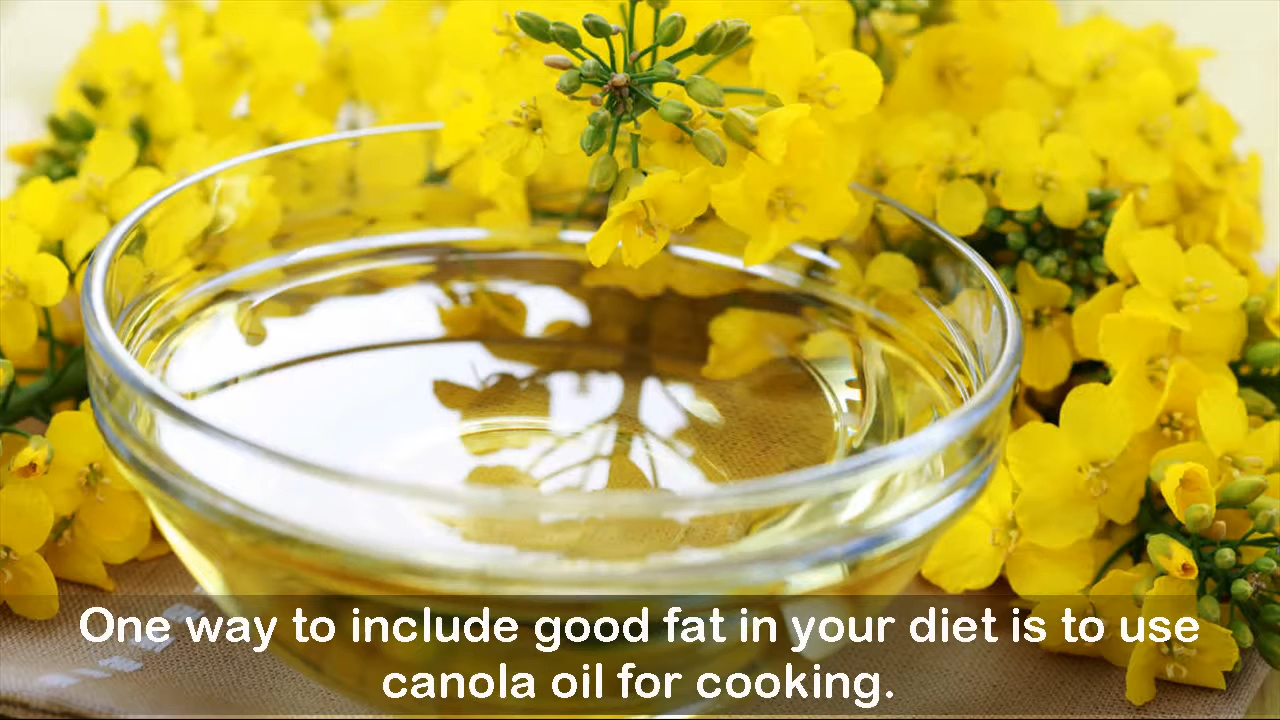 One way to include good fat in your diet is to use
canola oil for cooking.